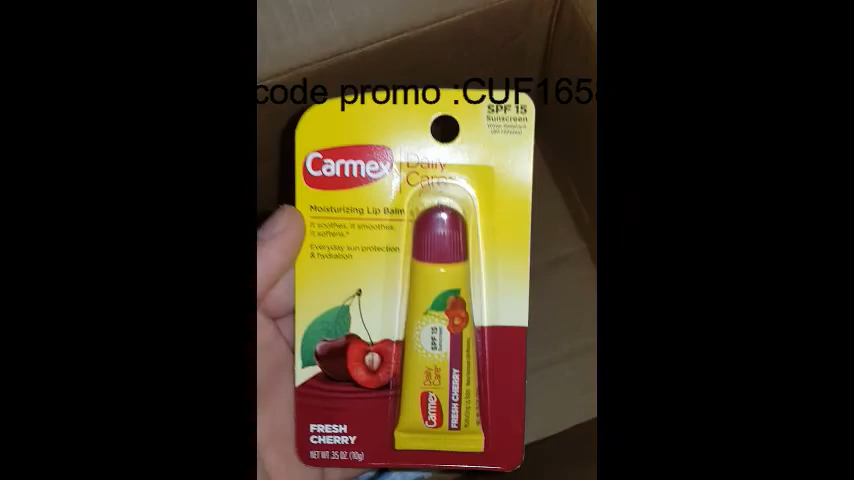 code promo :CUF165
SPF 15
Sunscreen
Carmex
Daily
Care
Moisturizing Lip Balm
It soothes, it smoothes,
it softens.*
Everyday sun protection
& hydration
SPF 15
Sunscreen
Carmex
Daily
Care
FRESH CHERRY
FRESH
CHERRY
NET WT .35 OZ (10g)